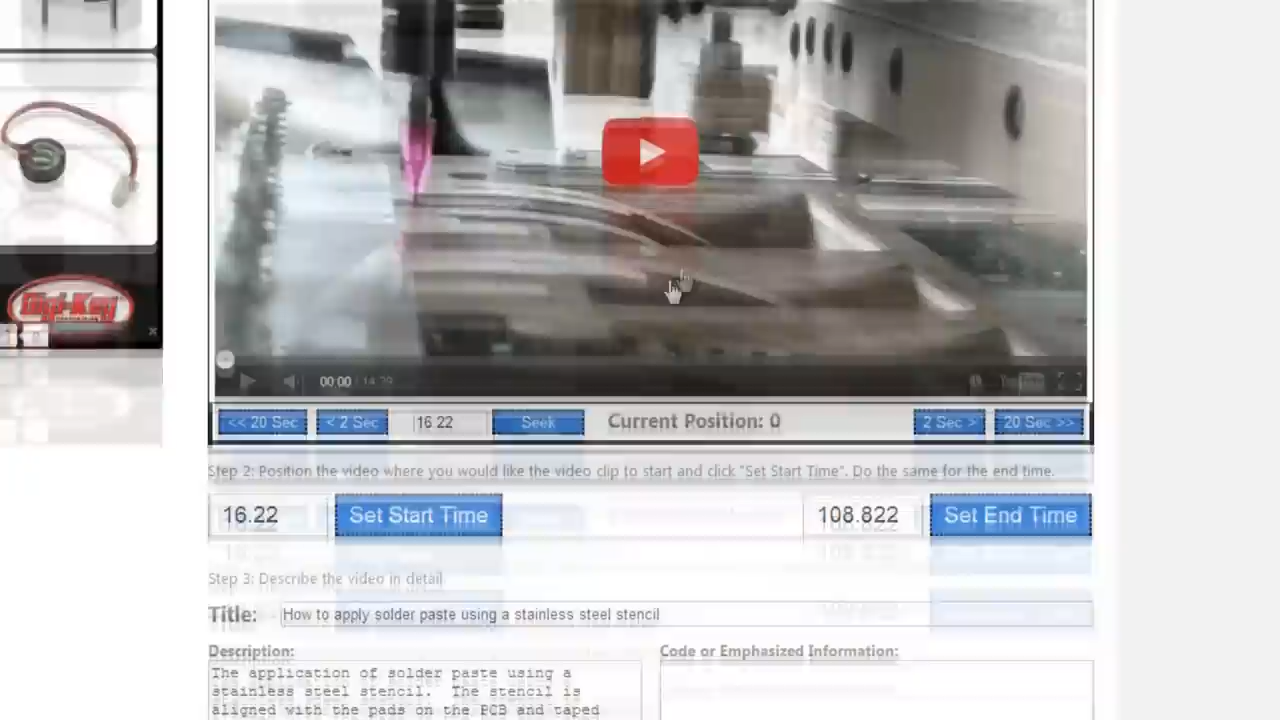 Digi-Key
00:00 / 14:29
<< 20 Sec
< 2 Sec
16.22
Seek
Current Position: 0
2 Sec >
20 Sec >>
Step 2: Position the video where you would like the video clip to start and click "Set Start Time". Do the same for the end time.
16.22
Set Start Time
108.822
Set End Time
Step 3: Describe the video in detail
Title:
How to apply solder paste using a stainless steel stencil
Description:
Code or Emphasized Information:
The application of solder paste using a
stainless steel stencil. The stencil is
aligned with the pads on the PCB and taped